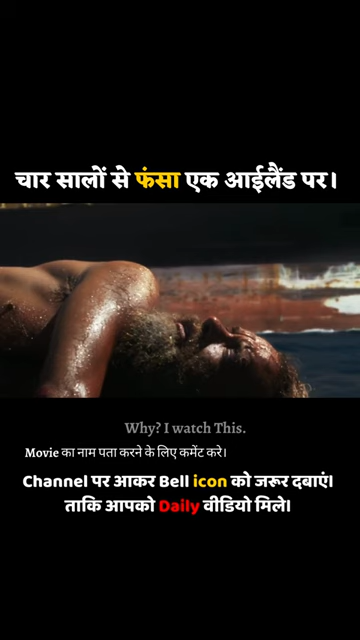 चार सालों से फंसा एक आईलैंड पर।
Why? I watch This.
Movie का नाम पता करने के लिए कमेंट करे।
Channel पर आकर Bell icon को जरूर दबाएं।
ताकि आपको Daily वीडियो मिले।